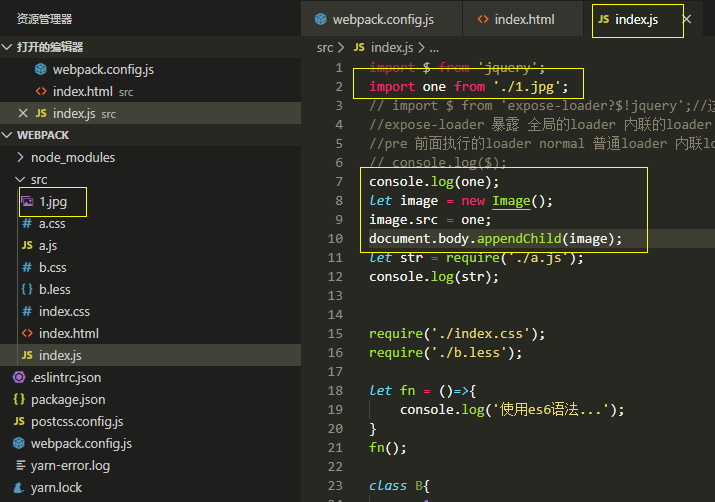 资源管理器
打开的编辑器
webpack.config.js
index.html src
index.js src
WEBPACK
node_modules
src
1.jpg
a.css
a.js
b.css
b.less
index.css
index.html
index.js
.eslintrc.json
package.json
postcss.config.js
webpack.config.js
yarn-error.log
yarn.lock
webpack.config.js
index.html
index.js
src > index.js > ...
1 import $ from 'jquery';
2 import one from './1.jpg';
3 // import $ from 'expose-loader?$!jquery';//
4 //expose-loader 暴露 全局的loader 内联的loader
5 //pre 前面执行的loader normal 普通loader 内联lo
6 // console.log($);
7 console.log(one);
8 let image = new Image();
9 image.src = one;
10 document.body.appendChild(image);
11 let str = require('./a.js');
12 console.log(str);
13
14
15 require('./index.css');
16 require('./b.less');
17
18 let fn = ()=>{
19 console.log('使用es6语法...');
20 }
21 fn();
22
23 class B{